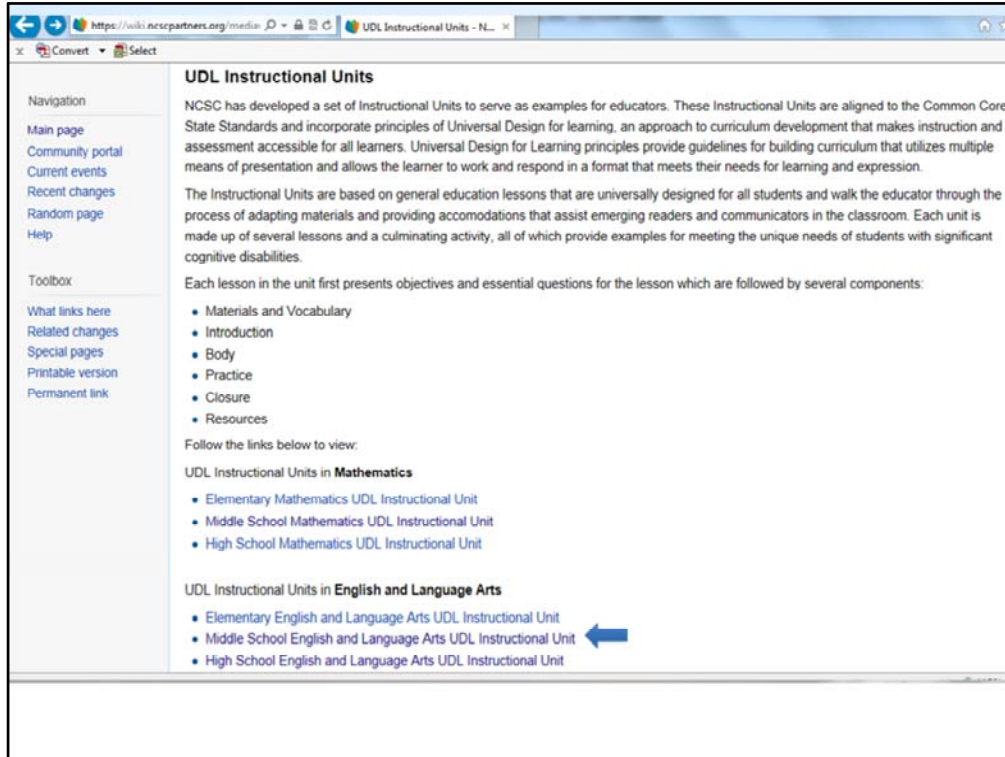 https://wiki.ncscpartners.org/media
UDL Instructional Units - N...
x Convert Select
Navigation
Main page
Community portal
Current events
Recent changes
Random page
Help
Toolbox
What links here
Related changes
Special pages
Printable version
Permanent link
UDL Instructional Units
NCSC has developed a set of Instructional Units to serve as examples for educators. These Instructional Units are aligned to the Common Core
State Standards and incorporate principles of Universal Design for learning, an approach to curriculum development that makes instruction and
assessment accessible for all learners. Universal Design for Learning principles provide guidelines for building curriculum that utilizes multiple
means of presentation and allows the learner to work and respond in a format that meets their needs for learning and expression.
The Instructional Units are based on general education lessons that are universally designed for all students and walk the educator through the
process of adapting materials and providing accomodations that assist emerging readers and communicators in the classroom. Each unit is
made up of several lessons and a culminating activity, all of which provide examples for meeting the unique needs of students with significant
cognitive disabilities.
Each lesson in the unit first presents objectives and essential questions for the lesson which are followed by several components:
• Materials and Vocabulary
• Introduction
• Body
• Practice
• Closure
• Resources
Follow the links below to view:
UDL Instructional Units in Mathematics
• Elementary Mathematics UDL Instructional Unit
• Middle School Mathematics UDL Instructional Unit
• High School Mathematics UDL Instructional Unit
UDL Instructional Units in English and Language Arts
• Elementary English and Language Arts UDL Instructional Unit
• Middle School English and Language Arts UDL Instructional Unit
• High School English and Language Arts UDL Instructional Unit